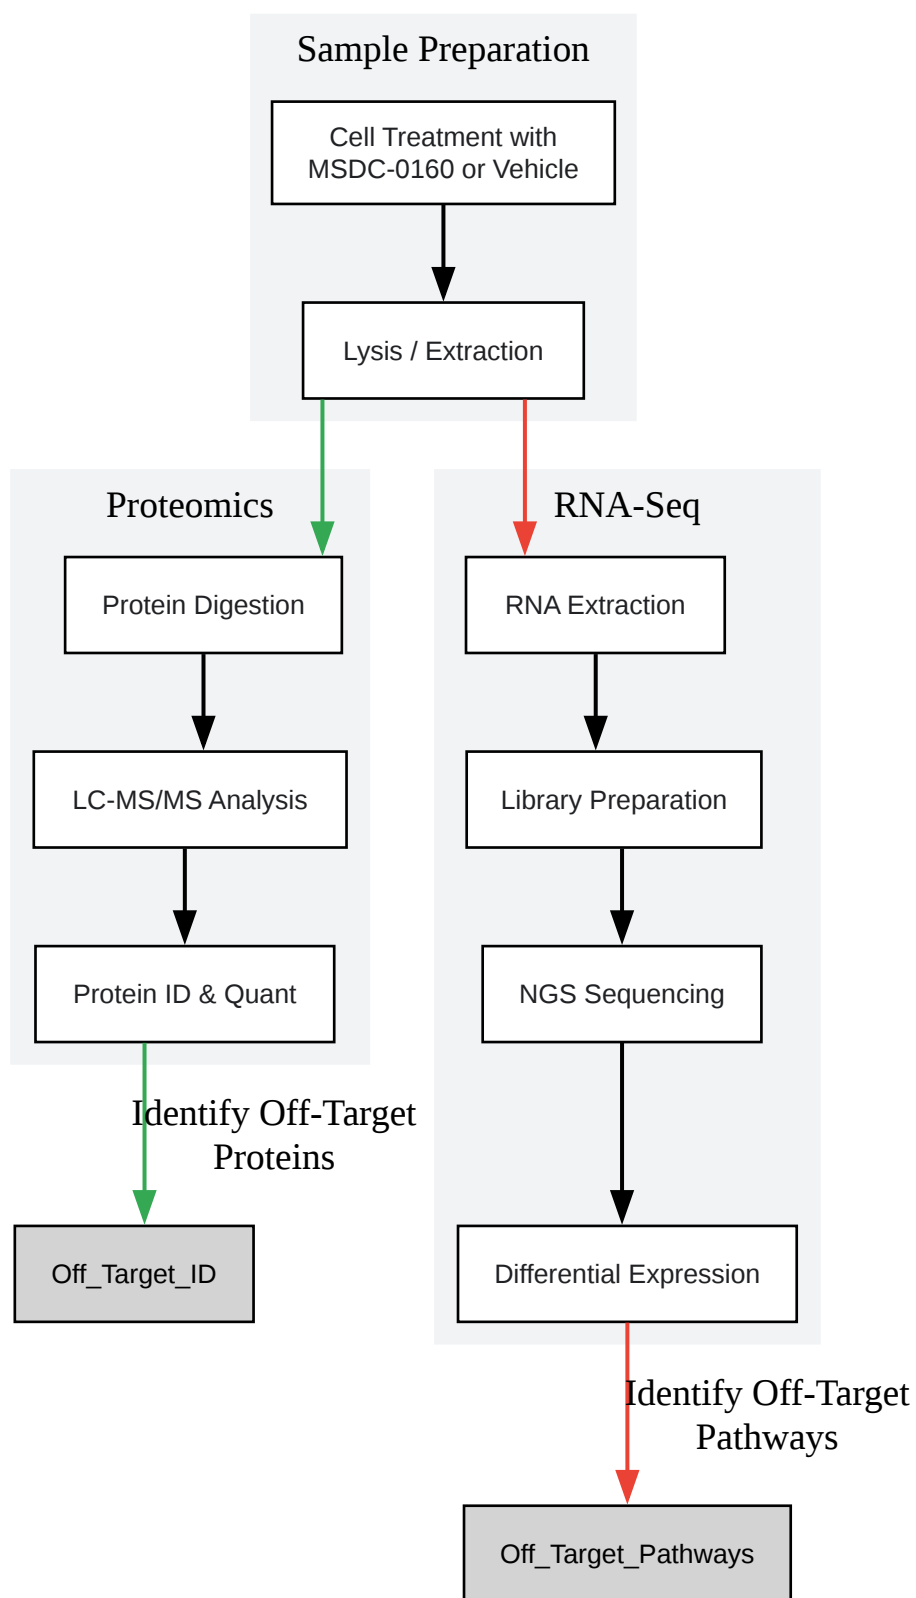 Sample Preparation
Cell Treatment with
MSDC-0160 or Vehicle
Lysis / Extraction
Proteomics
Protein Digestion
LC-MS/MS Analysis
Protein ID & Quant
Identify Off-Target
Proteins
Off_Target_ID
RNA-Seq
RNA Extraction
Library Preparation
NGS Sequencing
Differential Expression
Identify Off-Target
Pathways
Off_Target_Pathways